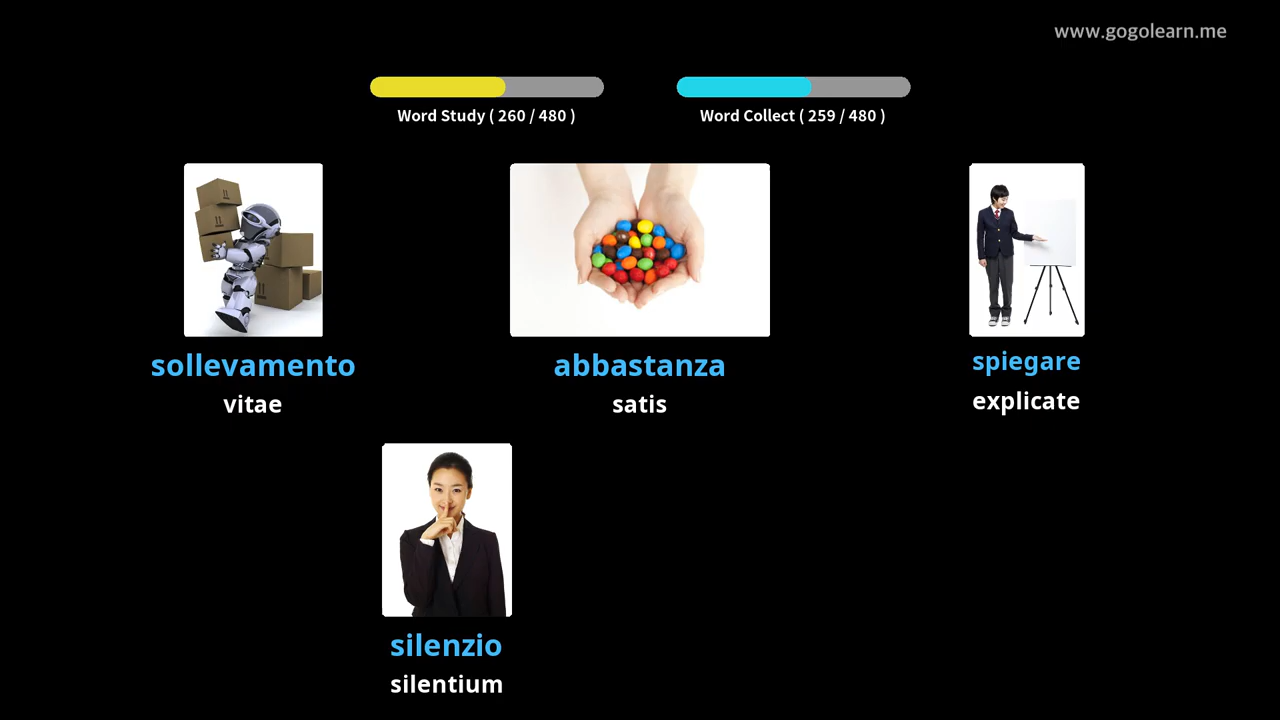 www.gogolearn.me
Word Study ( 260 / 480 )
Word Collect ( 259 / 480 )
sollevamento
vitae
abbastanza
satis
spiegare
explicate
silenzio
silentium